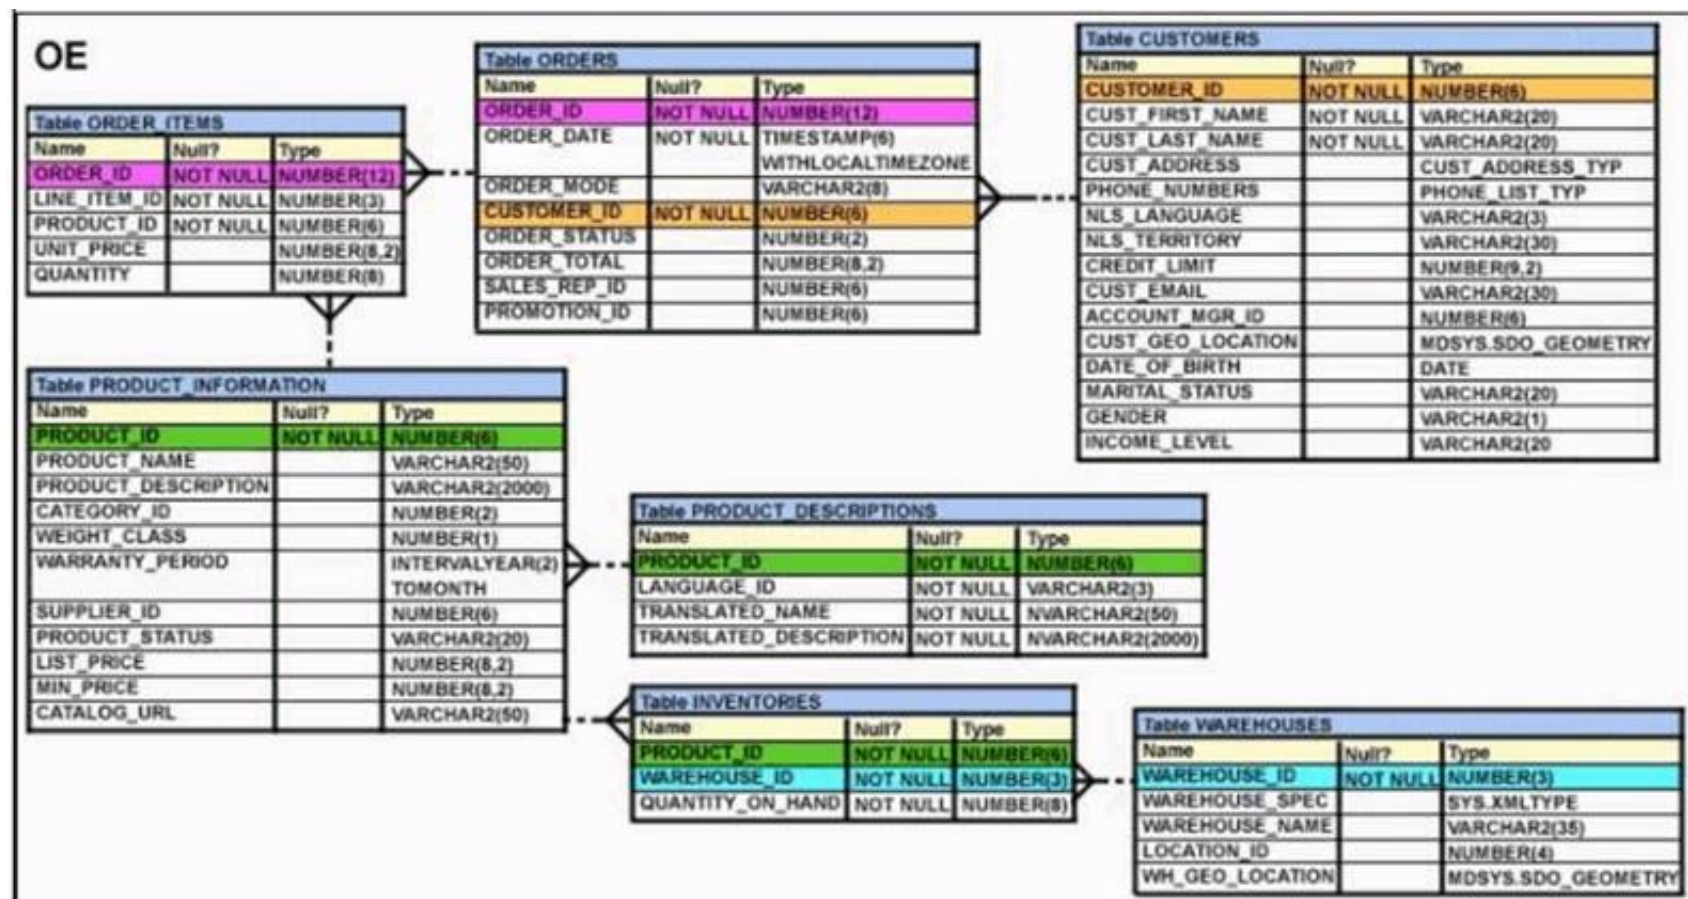 OE
Table ORDER_ITEMS
Name Null? Type
ORDER_ID NOT NULL NUMBER(12)
LINE_ITEM_ID NOT NULL NUMBER(3)
PRODUCT_ID NOT NULL NUMBER(6)
UNIT_PRICE NUMBER(8,2)
QUANTITY NUMBER(8)
Table ORDERS
Name Null? Type
ORDER_ID NOT NULL NUMBER(12)
ORDER_DATE NOT NULL TIMESTAMP(6)
WITHLOCALTIMEZONE
ORDER_MODE VARCHAR2(8)
CUSTOMER_ID NOT NULL NUMBER(6)
ORDER_STATUS NUMBER(2)
ORDER_TOTAL NUMBER(8,2)
SALES_REP_ID NUMBER(6)
PROMOTION_ID NUMBER(6)
Table CUSTOMERS
Name Null? Type
CUSTOMER_ID NOT NULL NUMBER(6)
CUST_FIRST_NAME NOT NULL VARCHAR2(20)
CUST_LAST_NAME NOT NULL VARCHAR2(20)
CUST_ADDRESS CUST_ADDRESS_TYP
PHONE_NUMBERS PHONE_LIST_TYP
NLS_LANGUAGE VARCHAR2(3)
NLS_TERRITORY VARCHAR2(30)
CREDIT_LIMIT NUMBER(9,2)
CUST_EMAIL VARCHAR2(30)
ACCOUNT_MGR_ID NUMBER(6)
CUST_GEO_LOCATION MDSYS.SDO_GEOMETRY
DATE_OF_BIRTH DATE
MARITAL_STATUS VARCHAR2(20)
GENDER VARCHAR2(1)
INCOME_LEVEL VARCHAR2(20
Table PRODUCT_INFORMATION
Name Null? Type
PRODUCT_ID NOT NULL NUMBER(6)
PRODUCT_NAME VARCHAR2(50)
PRODUCT_DESCRIPTION VARCHAR2(2000)
CATEGORY_ID NUMBER(2)
WEIGHT_CLASS NUMBER(1)
WARRANTY_PERIOD INTERVALYEAR(2)
TOMONTH
SUPPLIER_ID NUMBER(6)
PRODUCT_STATUS VARCHAR2(20)
LIST_PRICE NUMBER(8,2)
MIN_PRICE NUMBER(8,2)
CATALOG_URL VARCHAR2(50)
Table PRODUCT_DESCRIPTIONS
Name Null? Type
PRODUCT_ID NOT NULL NUMBER(6)
LANGUAGE_ID NOT NULL VARCHAR2(3)
TRANSLATED_NAME NOT NULL NVARCHAR2(50)
TRANSLATED_DESCRIPTION NOT NULL NVARCHAR2(2000)
Table INVENTORIES
Name Null? Type
PRODUCT_ID NOT NULL NUMBER(6)
WAREHOUSE_ID NOT NULL NUMBER(3)
QUANTITY_ON_HAND NOT NULL NUMBER(8)
Table WAREHOUSES
Name Null? Type
WAREHOUSE_ID NOT NULL NUMBER(3)
WAREHOUSE_SPEC SYS.XMLTYPE
WAREHOUSE_NAME VARCHAR2(35)
LOCATION_ID NUMBER(4)
WH_GEO_LOCATION MDSYS.SDO_GEOMETRY